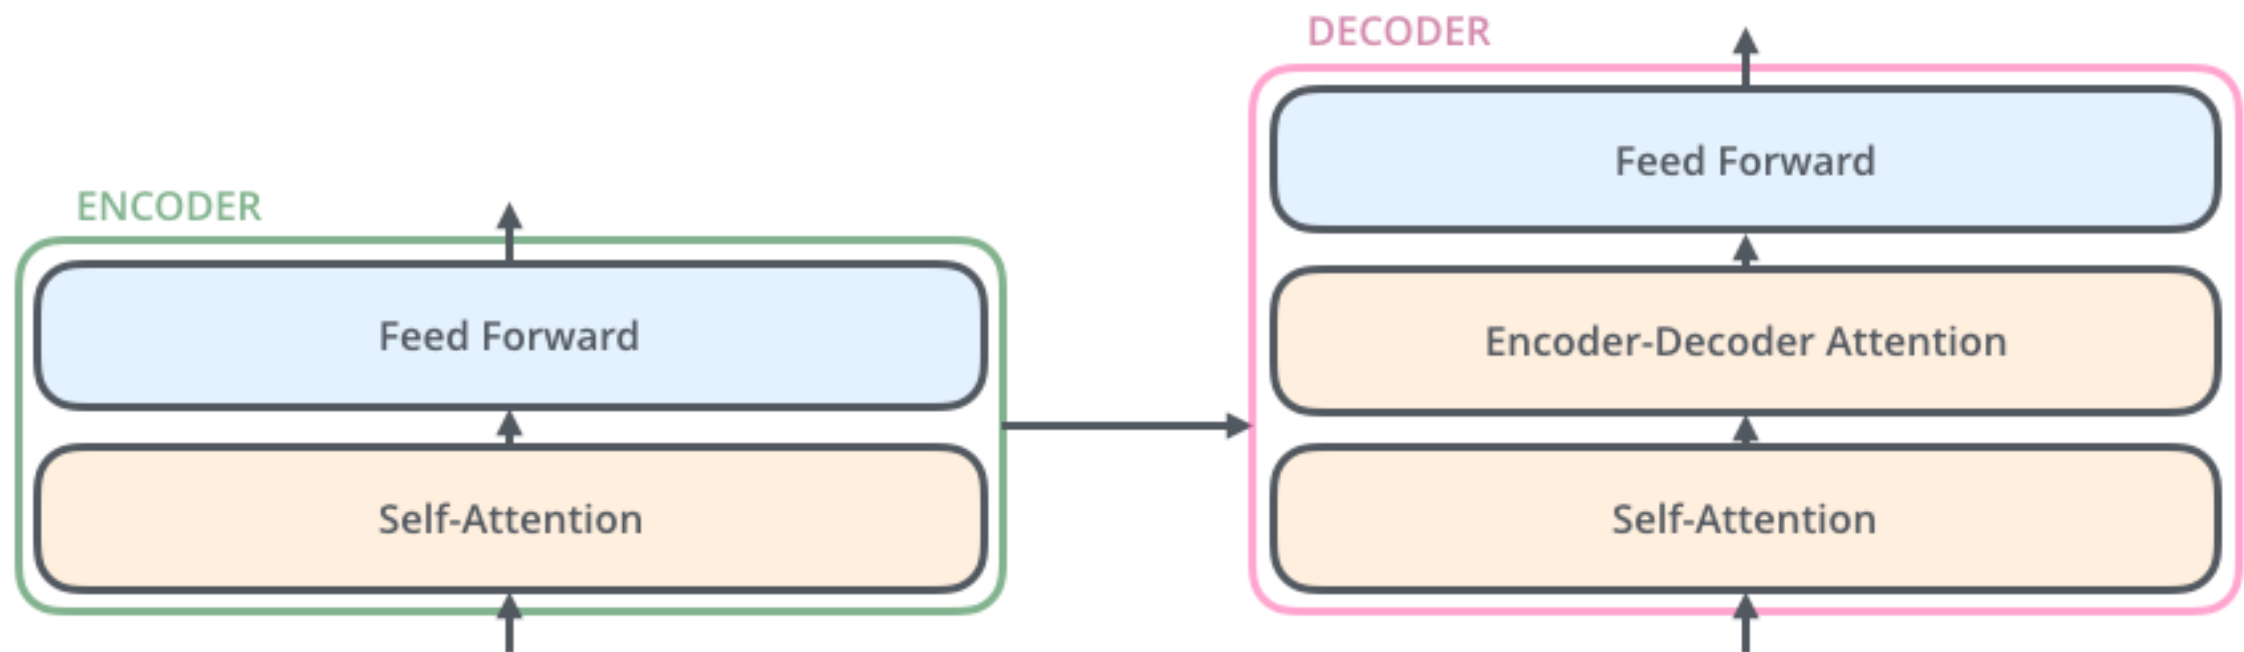 ENCODER
Feed Forward
Self-Attention
DECODER
Feed Forward
Encoder-Decoder Attention
Self-Attention